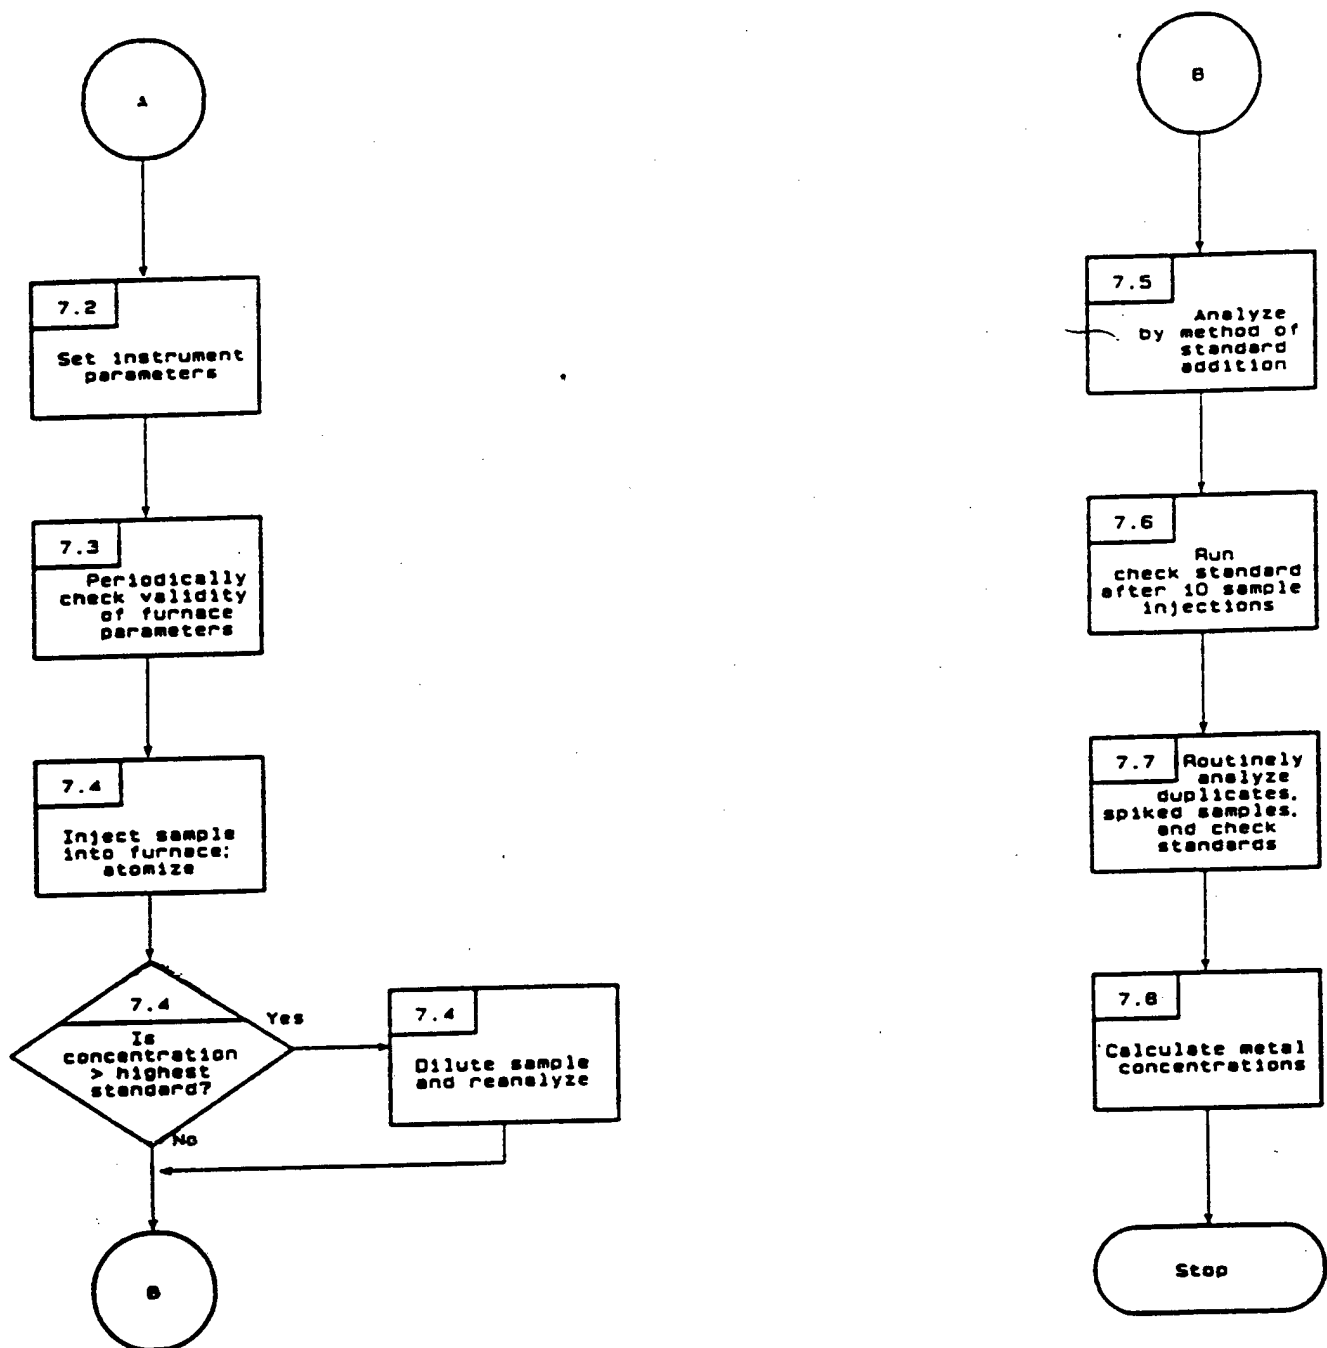 A
7.2
Set instrument
parameters
7.3
Periodically
check validity
of furnace
parameters
7.4
Inject sample
into furnace;
atomize
7.4
Is
concentration
> highest
standard?
Yes
No
7.4
Dilute sample
and reanalyze
B
B
7.5
Analyze
by method of
standard
addition
7.6
Run
check standard
after 10 sample
injections
7.7
Routinely
analyze
duplicates,
spiked samples,
and check
standards
7.8
Calculate metal
concentrations
Stop